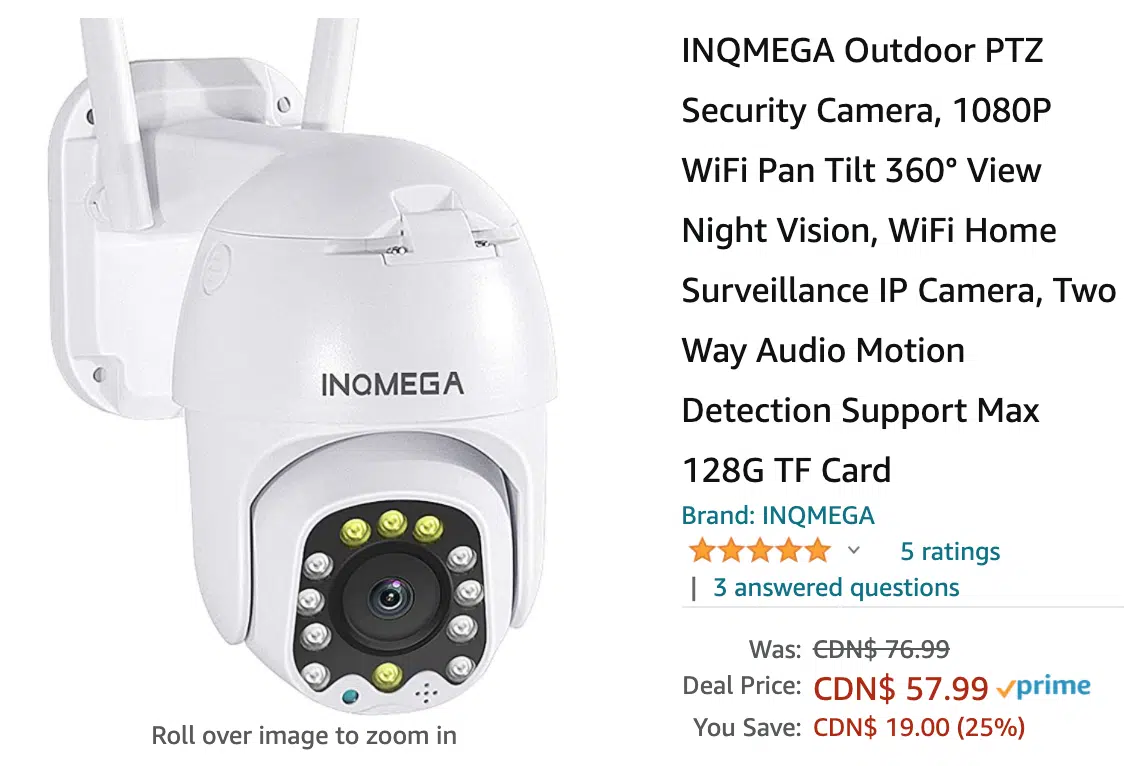 INQMEGA
Roll over image to zoom in
INQMEGA Outdoor PTZ
Security Camera, 1080P
WiFi Pan Tilt 360° View
Night Vision, WiFi Home
Surveillance IP Camera, Two
Way Audio Motion
Detection Support Max
128G TF Card
Brand: INQMEGA
5 ratings
| 3 answered questions
Was: CDN$ 76.99
Deal Price: CDN$ 57.99 prime
You Save: CDN$ 19.00 (25%)